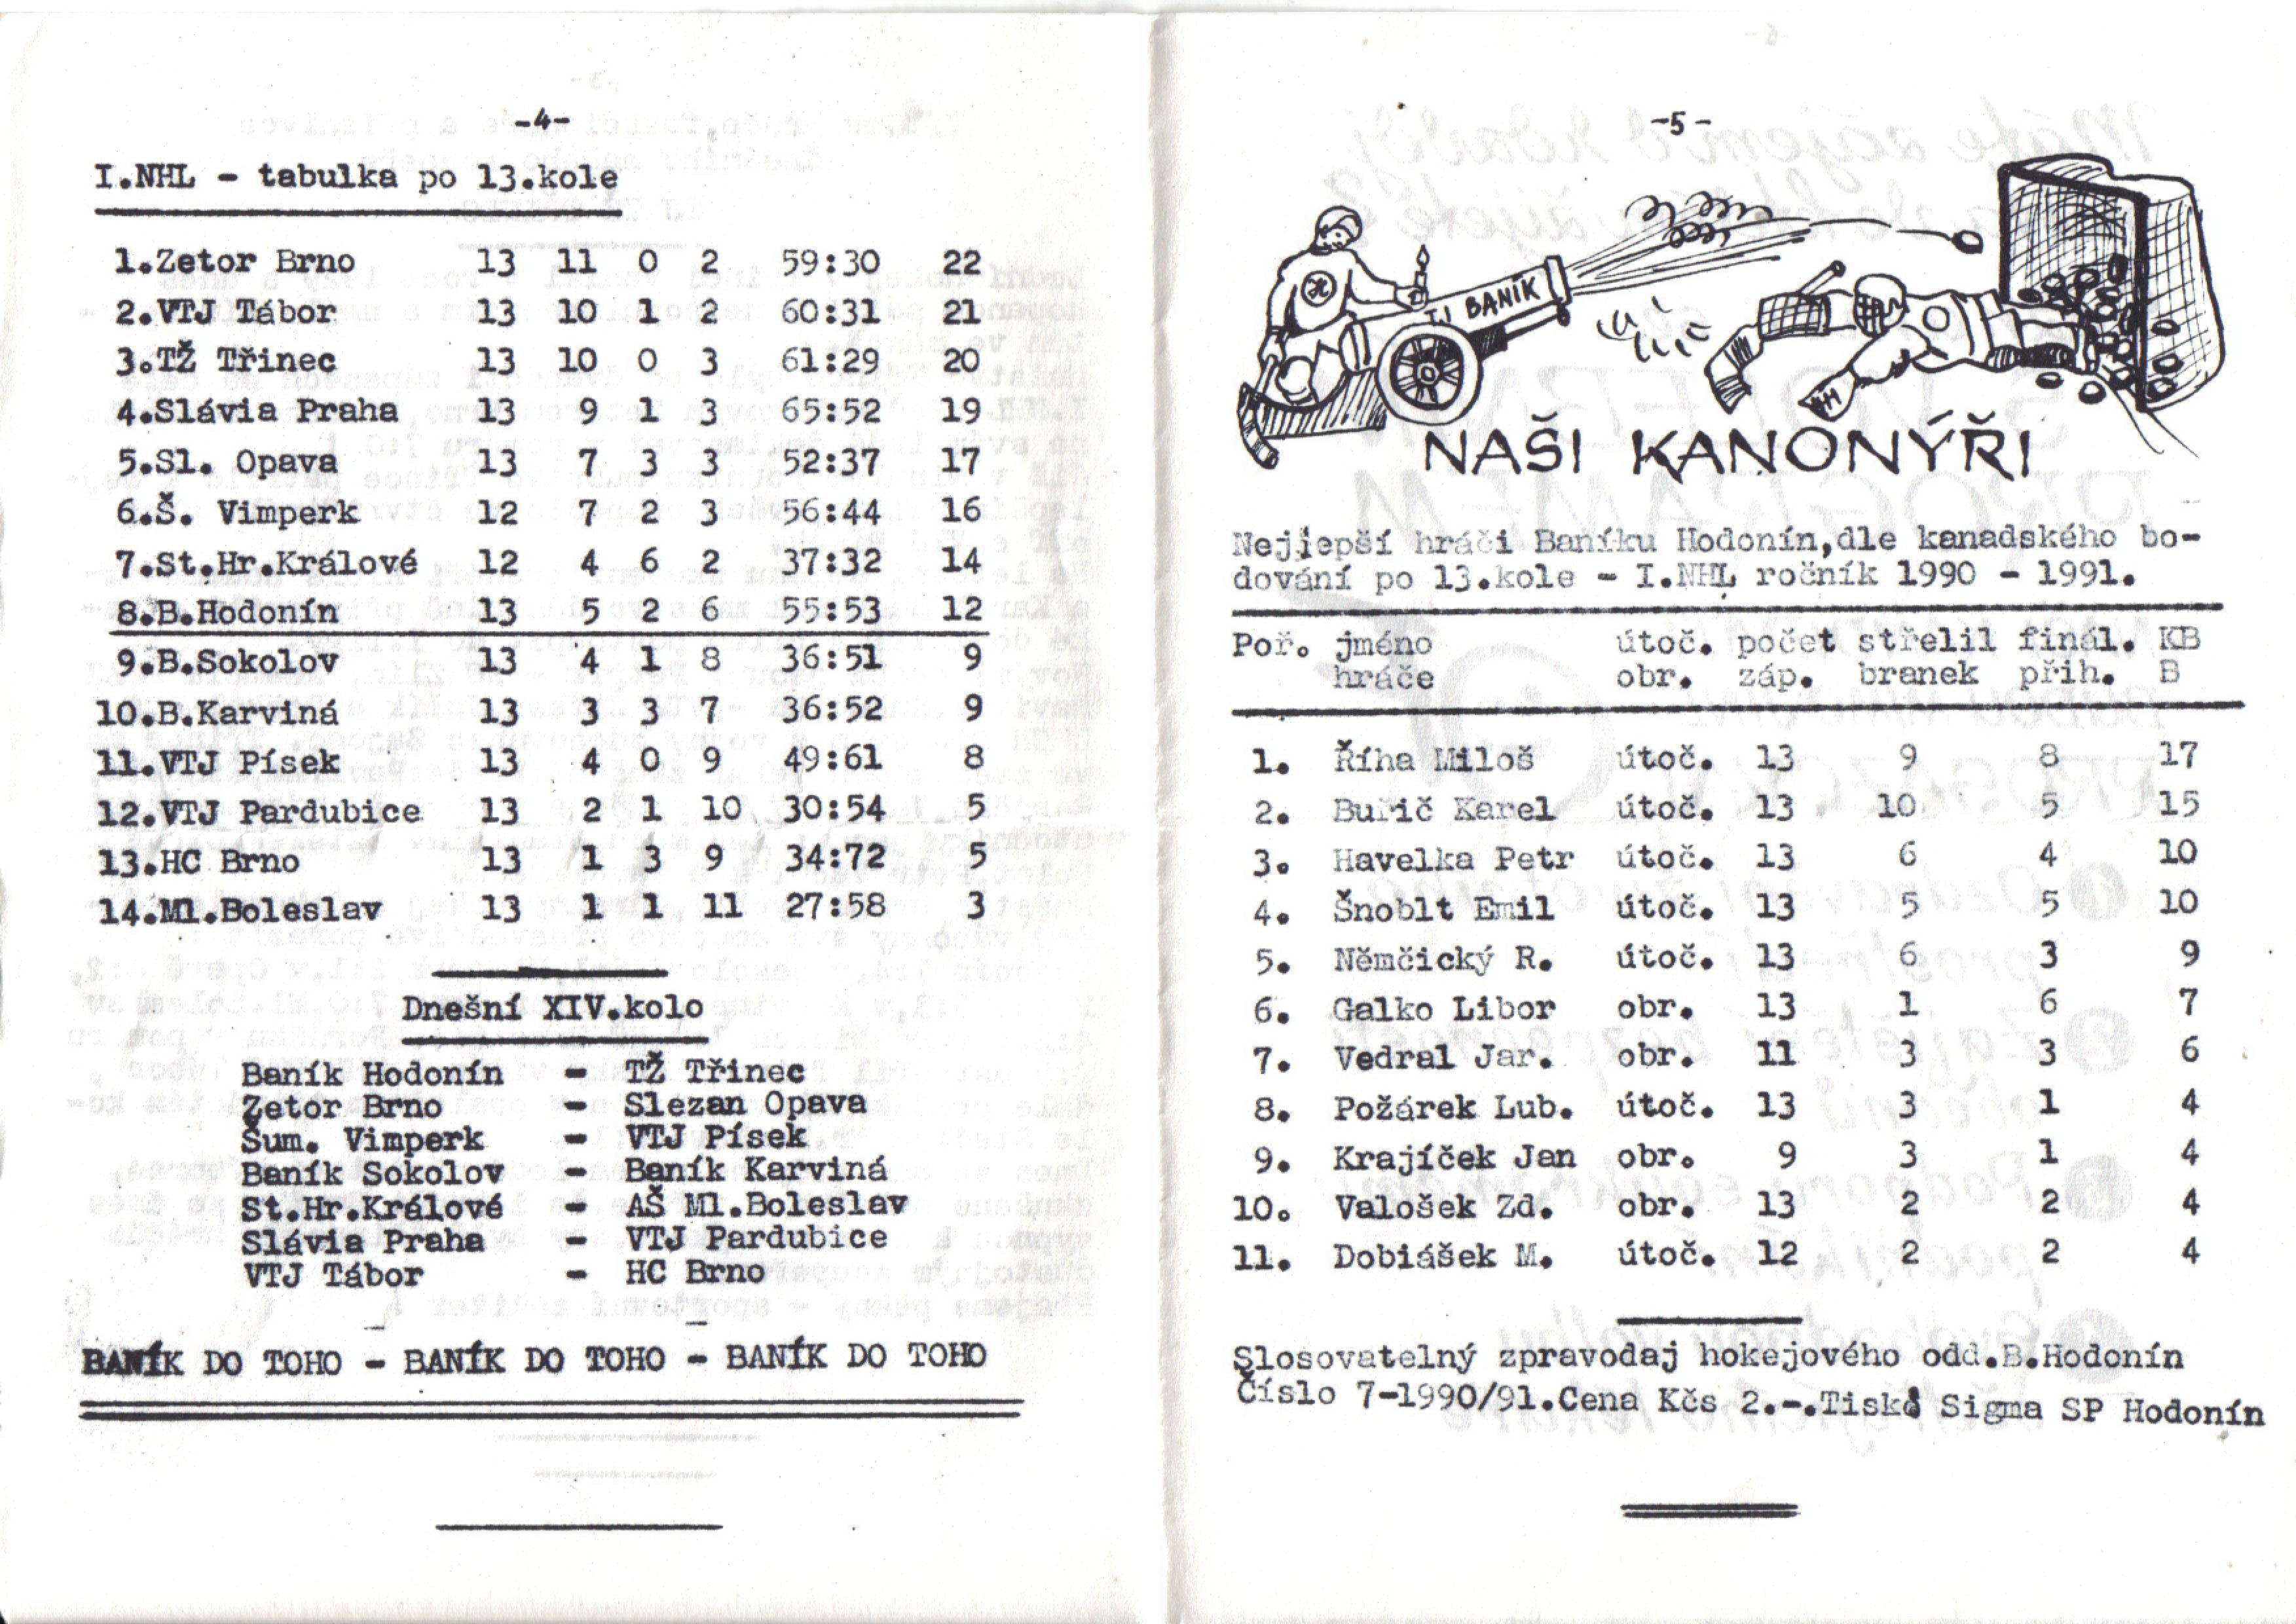 -4-
I.NHL - tabulka po 13.kole
1.Zetor Brno 13 11 0 2 59:30 22
2.VTJ Tábor 13 10 1 2 60:31 21
3.TŽ Třinec 13 10 0 3 61:29 20
4.Slávia Praha 13 9 1 3 65:52 19
5.Sl. Opava 13 7 3 3 52:37 17
6.Š. Vimperk 12 7 2 3 56:44 16
7.St.Hr.Králové 12 4 6 2 37:32 14
8.B.Hodonín 13 5 2 6 55:53 12
9.B.Sokolov 13 4 1 8 36:51 9
10.B.Karviná 13 3 3 7 36:52 9
11.VTJ Písek 13 4 0 9 49:61 8
12.VTJ Pardubice 13 2 1 10 30:54 5
13.HC Brno 13 1 3 9 34:72 5
14.Ml.Boleslav 13 1 1 11 27:58 3
Dnešní XIV.kolo
Baník Hodonín - TŽ Třinec
Zetor Brno - Slezan Opava
Šum. Vimperk - VTJ Písek
Baník Sokolov - Baník Karviná
St.Hr.Králové - AŠ Ml.Boleslav
Slávia Praha - VTJ Pardubice
VTJ Tábor - HC Brno
BANÍK DO TOHO - BANÍK DO TOHO - BANÍK DO TOHO
-5-
TJ BANÍK
NAŠI KANONÝŘI
Nejlepší hráči Baníku Hodonín,dle kanadského bo-
dování po 13.kole - I.NHL ročník 1990 - 1991.
Poř. jméno útoč. počet střelil finál. KB
hráče obr. záp. branek přih. B
1. Říha Miloš útoč. 13 9 8 17
2. Buřič Karel útoč. 13 10 5 15
3. Havelka Petr útoč. 13 6 4 10
4. Šnoblt Emil útoč. 13 5 5 10
5. Němčický R. útoč. 13 6 3 9
6. Galko Libor obr. 13 1 6 7
7. Vedral Jar. obr. 11 3 3 6
8. Požárek Lub. útoč. 13 3 1 4
9. Krajíček Jan obr. 9 3 1 4
10. Valošek Zd. obr. 13 2 2 4
11. Dobiášek M. útoč. 12 2 2 4
Slosovatelný zpravodaj hokejového odd.B.Hodonín
Číslo 7-1990/91.Cena Kčs 2.-.Tisk: Sigma SP Hodonín